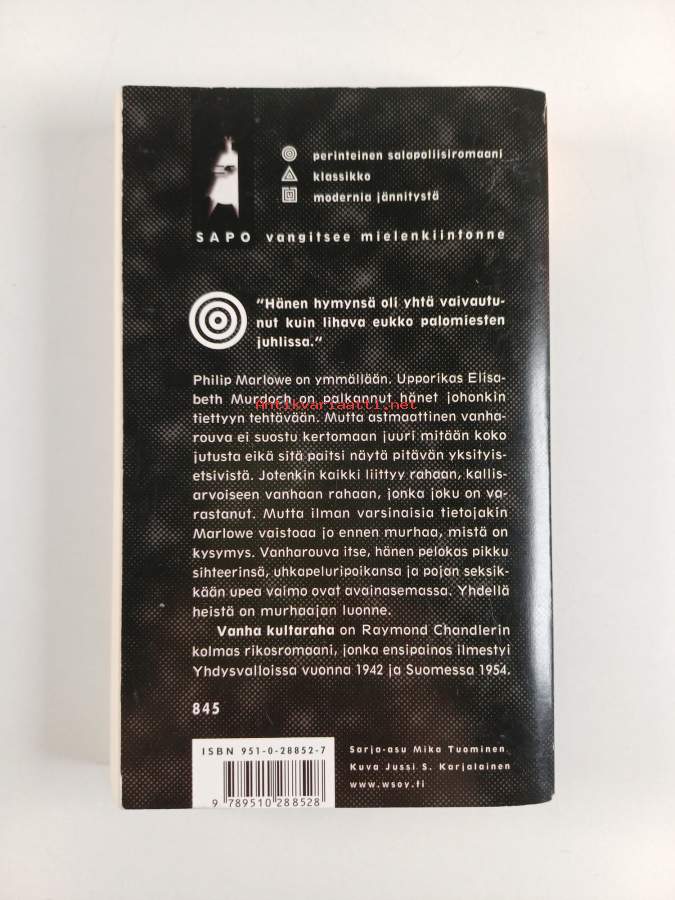 perinteinen salapoliisiromaani
klassikko
modernia jännitystä
SAPO vangitsee mielenkiintonne
"Hänen hymynsä oli yhtä vaivautu-
nut kuin lihava eukko palomiesten
juhlissa."
Philip Marlowe on ymmällään. Upporikas Elisa-
beth Murdoch on palkannut hänet johonkin
Antikvariaatti.net
tiettyyn tehtävään. Mutta astmaattinen vanha-
rouva ei suostu kertomaan juuri mitään koko
jutusta eikä sitä paitsi näytä pitävän yksityis-
etsivistä. Jotenkin kaikki liittyy rahaan, kallis-
arvoiseen vanhaan rahaan, jonka joku on va-
rastanut. Mutta ilman varsinaisia tietojakin
Marlowe vaistoaa jo ennen murhaa, mistä on
kysymys. Vanharouva itse, hänen pelokas pikku
sihteerinsä, uhkapeluripoikansa ja pojan seksik-
kään upea vaimo ovat avainasemassa. Yhdellä
heistä on murhaajan luonne.
Vanha kultaraha on Raymond Chandlerin
kolmas rikosromaani, jonka ensipainos ilmestyi
Yhdysvalloissa vuonna 1942 ja Suomessa 1954.
845
ISBN 951-0-28852-7
9 789510 288528
Sarja-asu Mika Tuominen
Kuva Jussi S. Karjalainen
www.wsoy.fi